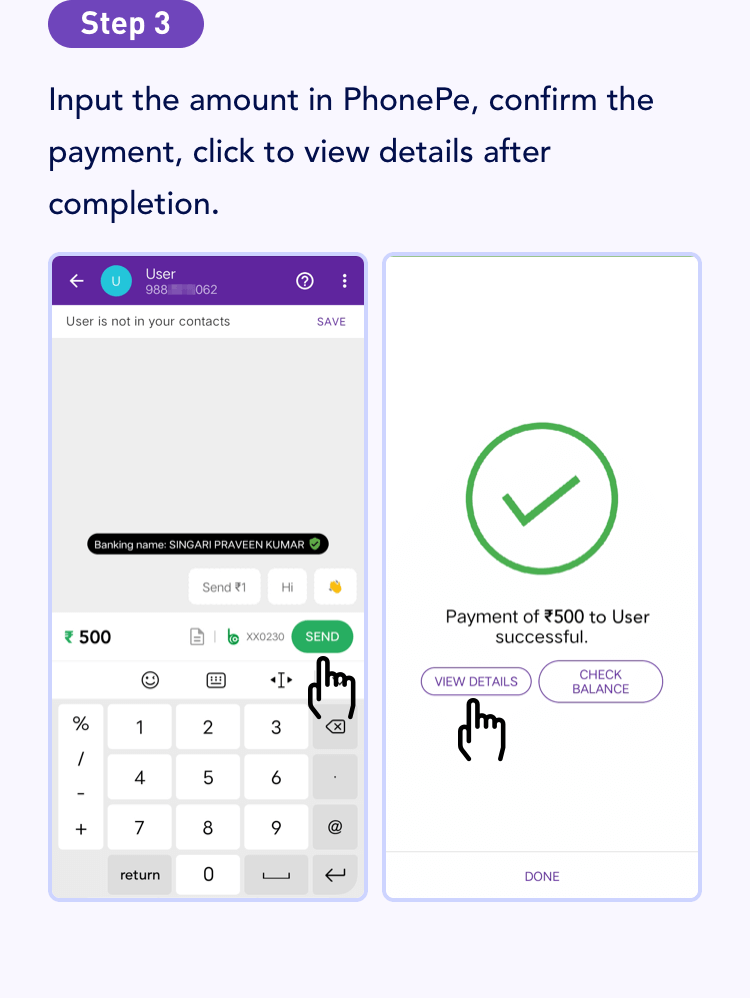 Step 3
Input the amount in PhonePe, confirm the
payment, click to view details after
completion.
U
User
988 062
User is not in your contacts
SAVE
Banking name: SINGARI PRAVEEN KUMAR
Send ₹1
Hi
₹ 500
XX0230
SEND
%
1
2
3
/
4
5
6
.
-
+
7
8
9
@
return
0
Payment of ₹500 to User
successful.
VIEW DETAILS
CHECK
BALANCE
DONE